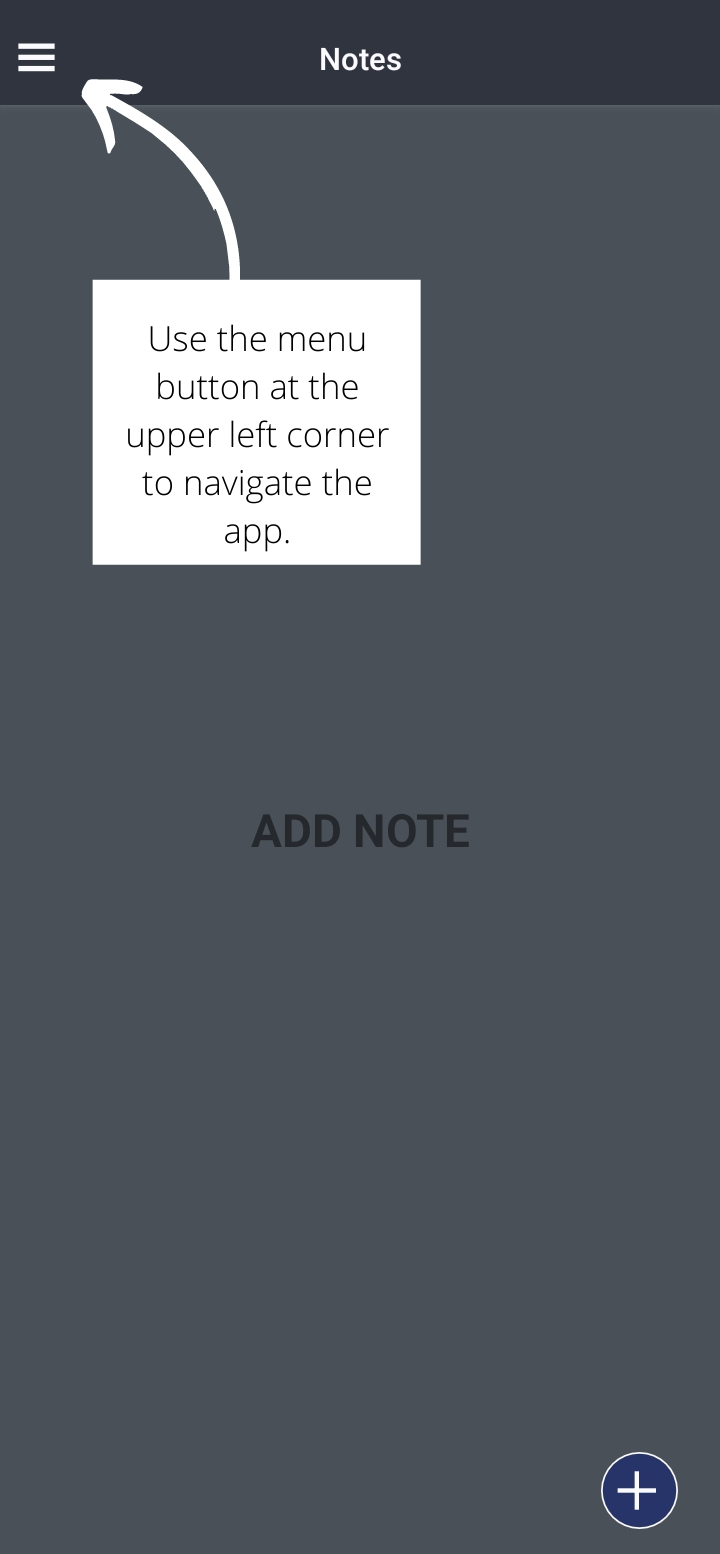 Notes
Use the menu
button at the
upper left corner
to navigate the
app.
ADD NOTE